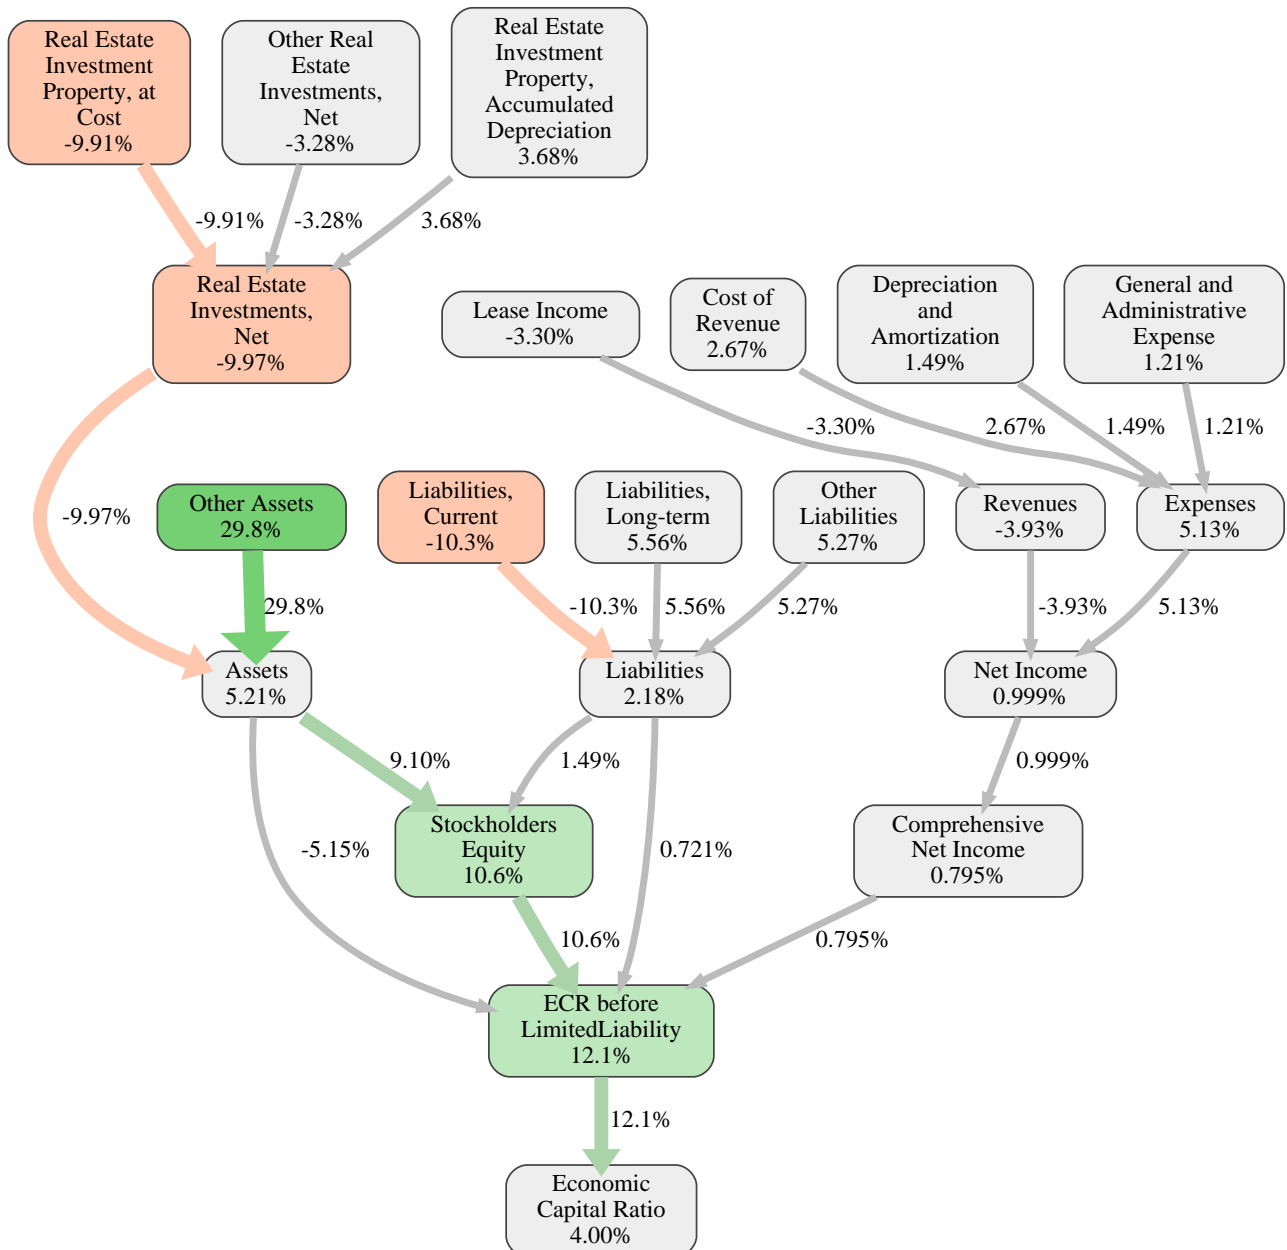 Real Estate
Investment
Property, at
Cost
-9.91%
Other Real
Estate
Investments,
Net
-3.28%
Real Estate
Investment
Property,
Accumulated
Depreciation
3.68%
-9.91%
-3.28%
3.68%
Real Estate
Investments,
Net
-9.97%
Lease Income
-3.30%
Cost of
Revenue
2.67%
Depreciation
and
Amortization
1.49%
General and
Administrative
Expense
1.21%
-3.30%
2.67%
1.49%
1.21%
-9.97%
Other Assets
29.8%
Liabilities,
Current
-10.3%
Liabilities,
Long-term
5.56%
Other
Liabilities
5.27%
Revenues
-3.93%
Expenses
5.13%
29.8%
-10.3%
5.56%
5.27%
-3.93%
5.13%
Assets
5.21%
Liabilities
2.18%
Net Income
0.999%
9.10%
1.49%
0.999%
-5.15%
Stockholders
Equity
10.6%
0.721%
Comprehensive
Net Income
0.795%
10.6%
0.795%
ECR before
LimitedLiability
12.1%
12.1%
Economic
Capital Ratio
4.00%